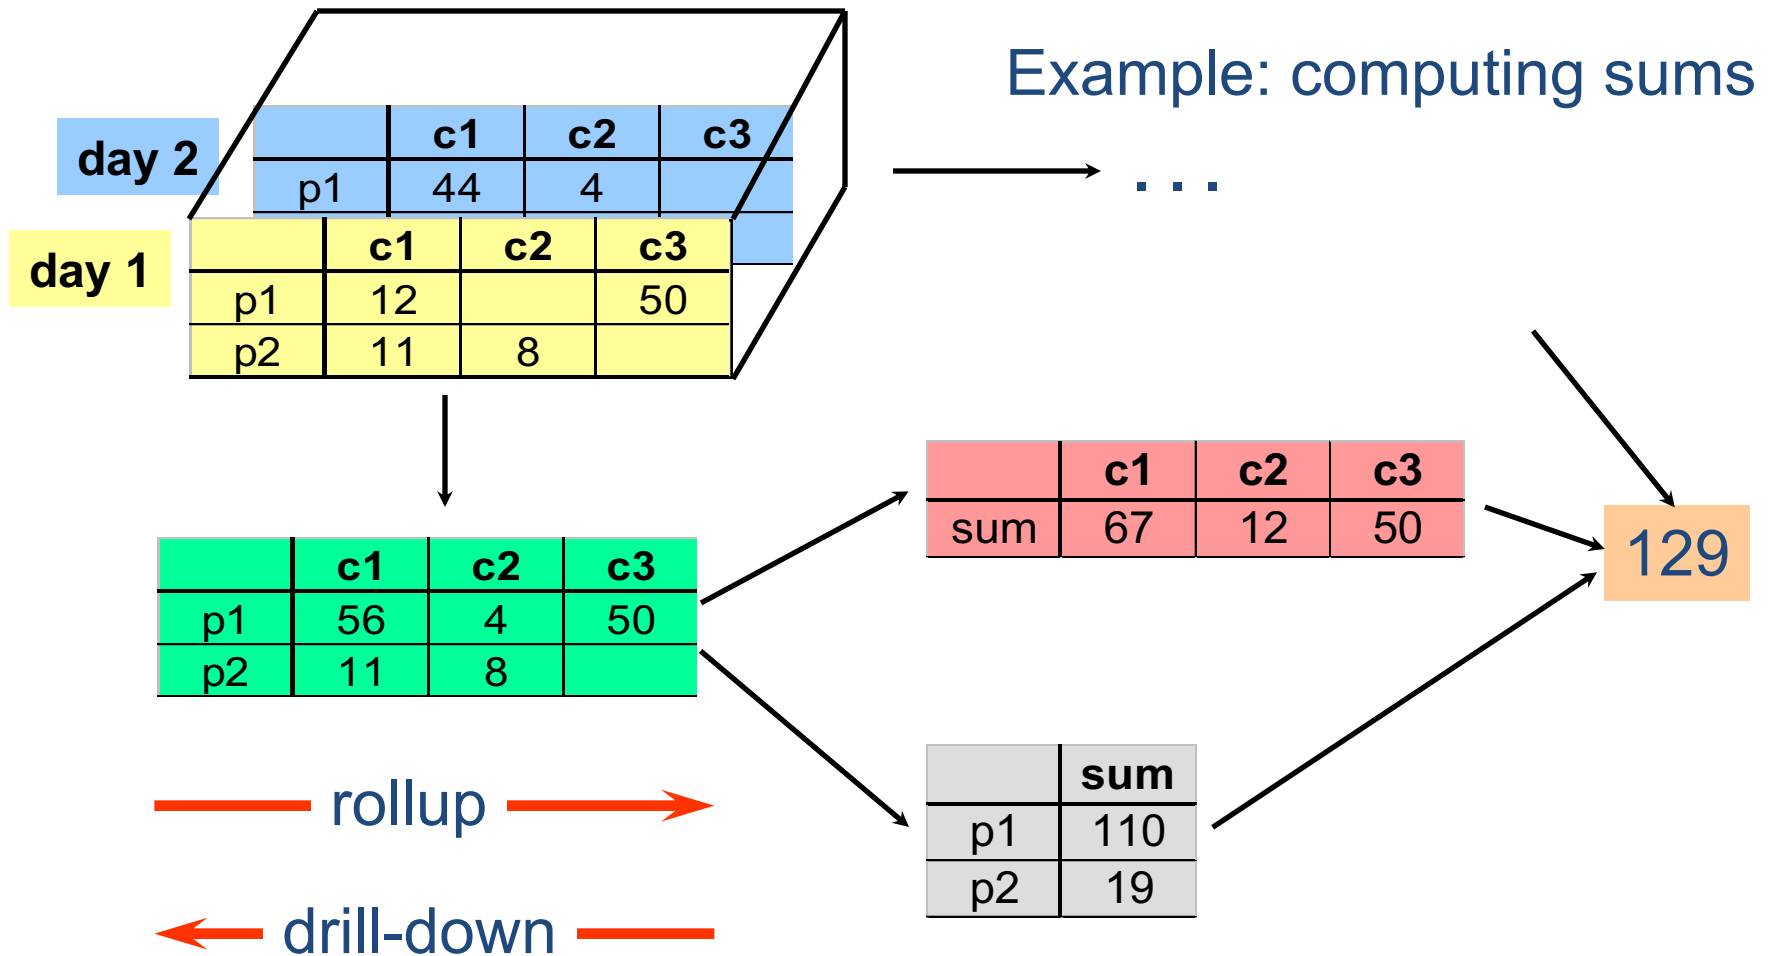 Example: computing sums
day 2
c1 c2 c3
p1 44 4
. . .
day 1
c1 c2 c3
p1 12 50
p2 11 8
c1 c2 c3
sum 67 12 50
129
c1 c2 c3
p1 56 4 50
p2 11 8
sum
p1 110
p2 19
rollup
drill-down